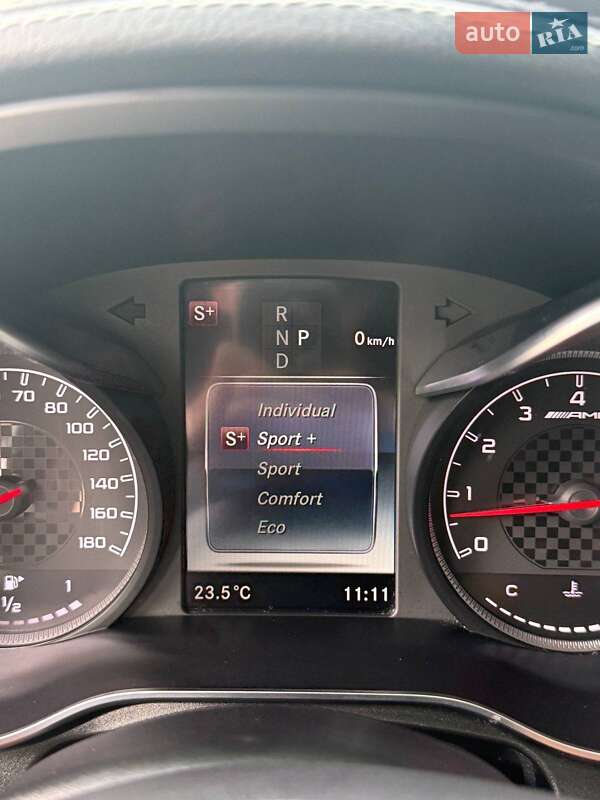 auto RIA.com
S+
R
N P
D
0 km/h
Individual
S+ Sport +
Sport
Comfort
Eco
23.5 °C 11:11
70
80
100
120
140
160
180
1/2
1
4
3
2
1
0
AMG
C